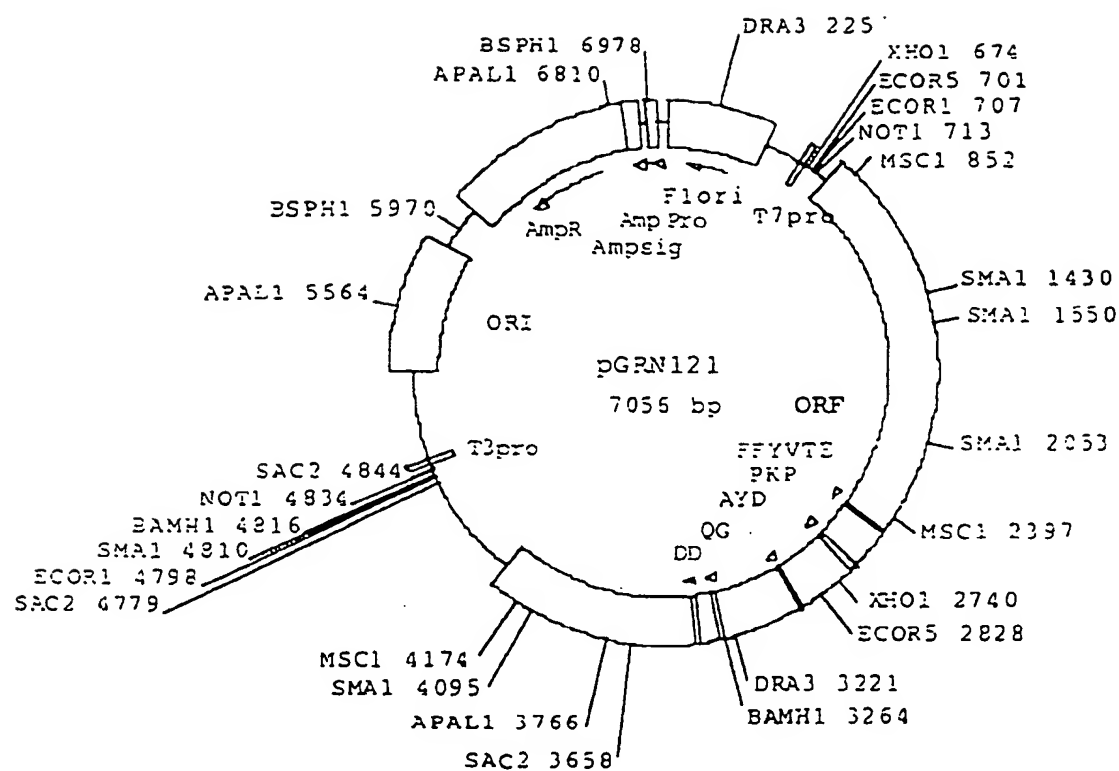 DRA3 225
BSPH1 6978
APAL1 6810
XHO1 674
ECOR5 701
ECOR1 707
NOT1 713
MSC1 852
F1ori
T7pro
Amp Pro
AmpR
Ampsig
BSPH1 5970
APAL1 5564
ORI
SMA1 1430
SMA1 1550
pGRN121
7056 bp
ORF
SMA1 2053
FFYVTE
PKP
AYD
QG
DD
T3pro
SAC2 4844
NOT1 4834
BAMH1 4816
SMA1 4810
ECOR1 4798
SAC2 4779
MSC1 2397
XHO1 2740
ECOR5 2828
MSC1 4174
SMA1 4095
DRA3 3221
BAMH1 3264
APAL1 3766
SAC2 3658